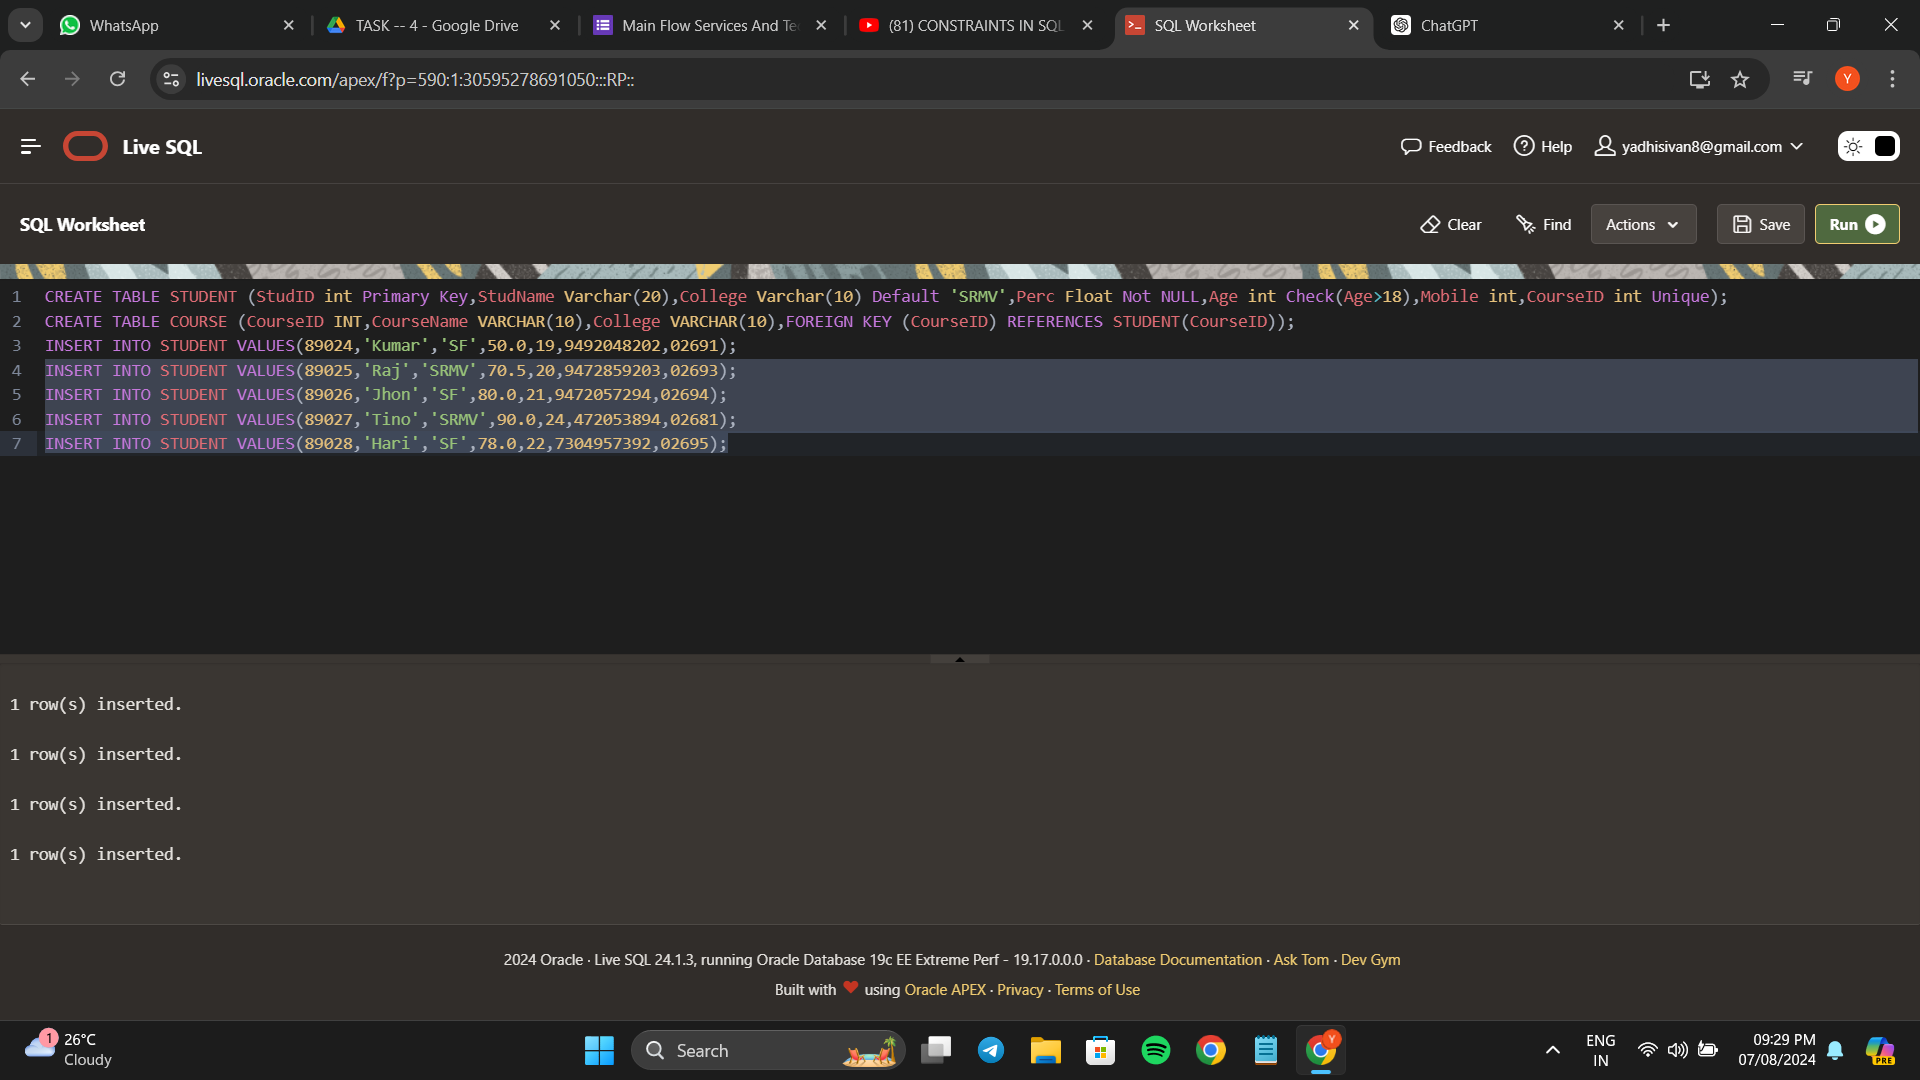 WhatsApp
TASK -- 4 - Google Drive
Main Flow Services And Te
(81) CONSTRAINTS IN SQL
SQL Worksheet
ChatGPT
livesql.oracle.com/apex/f?p=590:1:30595278691050:::RP::
Y
Live SQL
Feedback
Help
yadhisivan8@gmail.com
SQL Worksheet
Clear
Find
Actions
Save
Run
1 CREATE TABLE STUDENT (StudID int Primary Key,StudName Varchar(20),College Varchar(10) Default 'SRMV',Perc Float Not NULL,Age int Check(Age>18),Mobile int,CourseID int Unique);
2 CREATE TABLE COURSE (CourseID INT,CourseName VARCHAR(10),College VARCHAR(10),FOREIGN KEY (CourseID) REFERENCES STUDENT(CourseID));
3 INSERT INTO STUDENT VALUES(89024,'Kumar','SF',50.0,19,9492048202,02691);
4 INSERT INTO STUDENT VALUES(89025,'Raj','SRMV',70.5,20,9472859203,02693);
5 INSERT INTO STUDENT VALUES(89026,'Jhon','SF',80.0,21,9472057294,02694);
6 INSERT INTO STUDENT VALUES(89027,'Tino','SRMV',90.0,24,472053894,02681);
7 INSERT INTO STUDENT VALUES(89028,'Hari','SF',78.0,22,7304957392,02695);
1 row(s) inserted.
1 row(s) inserted.
1 row(s) inserted.
1 row(s) inserted.
2024 Oracle · Live SQL 24.1.3, running Oracle Database 19c EE Extreme Perf - 19.17.0.0.0 · Database Documentation · Ask Tom · Dev Gym
Built with ❤ using Oracle APEX · Privacy · Terms of Use
1
26°C
Cloudy
Search
Y
ENG
IN
09:29 PM
07/08/2024
PRE